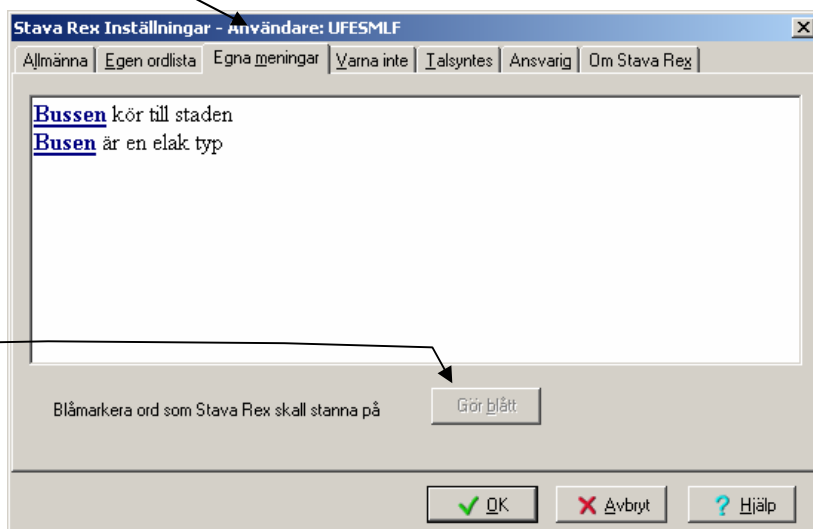 Stava Rex Inställningar - Användare: UFESMLF
Allmänna Egen ordlista Egna meningar Varna inte Talsyntes Ansvarig Om Stava Rex
Bussen kör till staden
Busen är en elak typ
Blåmarkera ord som Stava Rex skall stanna på Gör blått
OK Avbryt Hjälp